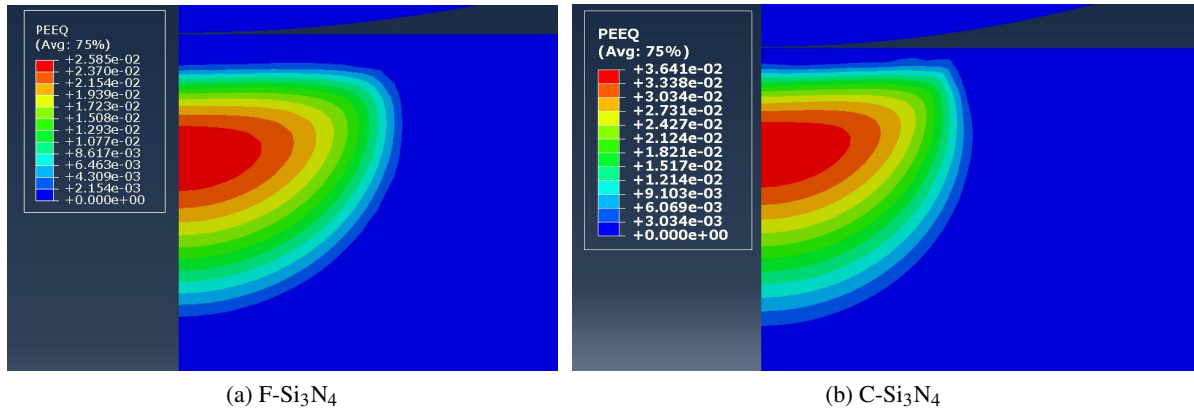 PEEQ
(Avg: 75%)
+2.585e-02
+2.370e-02
+2.154e-02
+1.939e-02
+1.723e-02
+1.508e-02
+1.293e-02
+1.077e-02
+8.617e-03
+6.463e-03
+4.309e-03
+2.154e-03
+0.000e+00
PEEQ
(Avg: 75%)
+3.641e-02
+3.338e-02
+3.034e-02
+2.731e-02
+2.427e-02
+2.124e-02
+1.821e-02
+1.517e-02
+1.214e-02
+9.103e-03
+6.069e-03
+3.034e-03
+0.000e+00
(a) F-Si₃N₄
(b) C-Si₃N₄